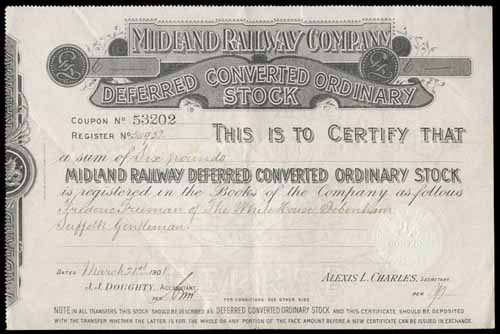 MIDLAND RAILWAY COMPANY
£ 6 £ 6
DEFERRED CONVERTED ORDINARY
STOCK
COUPON No 53202
REGISTER No THIS IS TO CERTIFY THAT
a sum of Six pounds
MIDLAND RAILWAY DEFERRED CONVERTED ORDINARY STOCK
is registered in the Books of the Company as follows
Frederic Freeman of The White House Debenham
Suffolk Gentleman
DATED March 21st 1901
J.J. DOUGHTY, ACCOUNTANT. ALEXIS L. CHARLES, SECRETARY.
PER PER
FOR CONDITIONS, SEE OTHER SIDE
NOTE IN ALL TRANSFERS THIS STOCK SHOULD BE DESCRIBED AS DEFERRED CONVERTED ORDINARY STOCK AND THIS CERTIFICATE SHOULD BE DEPOSITED
WITH THE TRANSFER WHETHER THE LATTER IS FOR THE WHOLE OR ANY PORTION OF THE FACE AMOUNT BEFORE A NEW CERTIFICATE CAN BE ISSUED IN EXCHANGE.